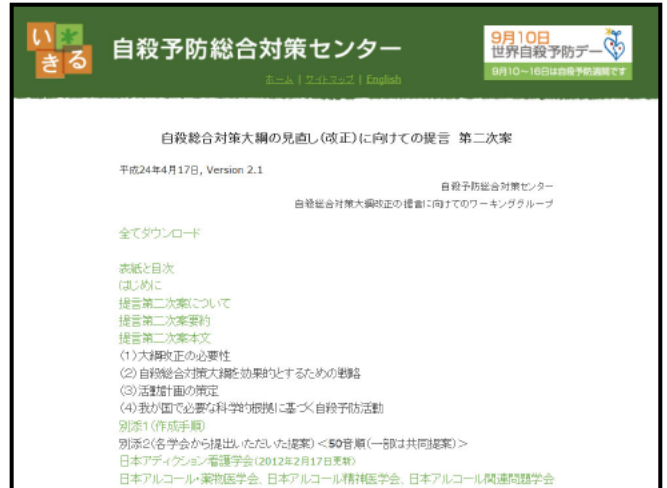 いきる
自殺予防総合対策センター
9月10日
世界自殺予防デー
9月10～16日は自殺予防週間です
ホーム | サイトマップ | English
自殺総合対策大綱の見直し(改正)に向けての提言 第二次案
平成24年4月17日, Version 2.1
自殺予防総合対策センター
自殺総合対策大綱改正の提言に向けてのワーキンググループ
全てダウンロード
表紙と目次
はじめに
提言第二次案について
提言第二次案要約
提言第二次案本文
(1)大綱改正の必要性
(2)自殺総合対策大綱を効果的とするための戦略
(3)活動計画の策定
(4)我が国で必要な科学的根拠に基づく自殺予防活動
別添1(作成手順)
別添2(各学会から提出いただいた提案)＜50音順(一部は共同提案)＞
日本アディクション看護学会(2012年2月17日更新)
日本アルコール・薬物医学会、日本アルコール精神医学会、日本アルコール関連問題学会